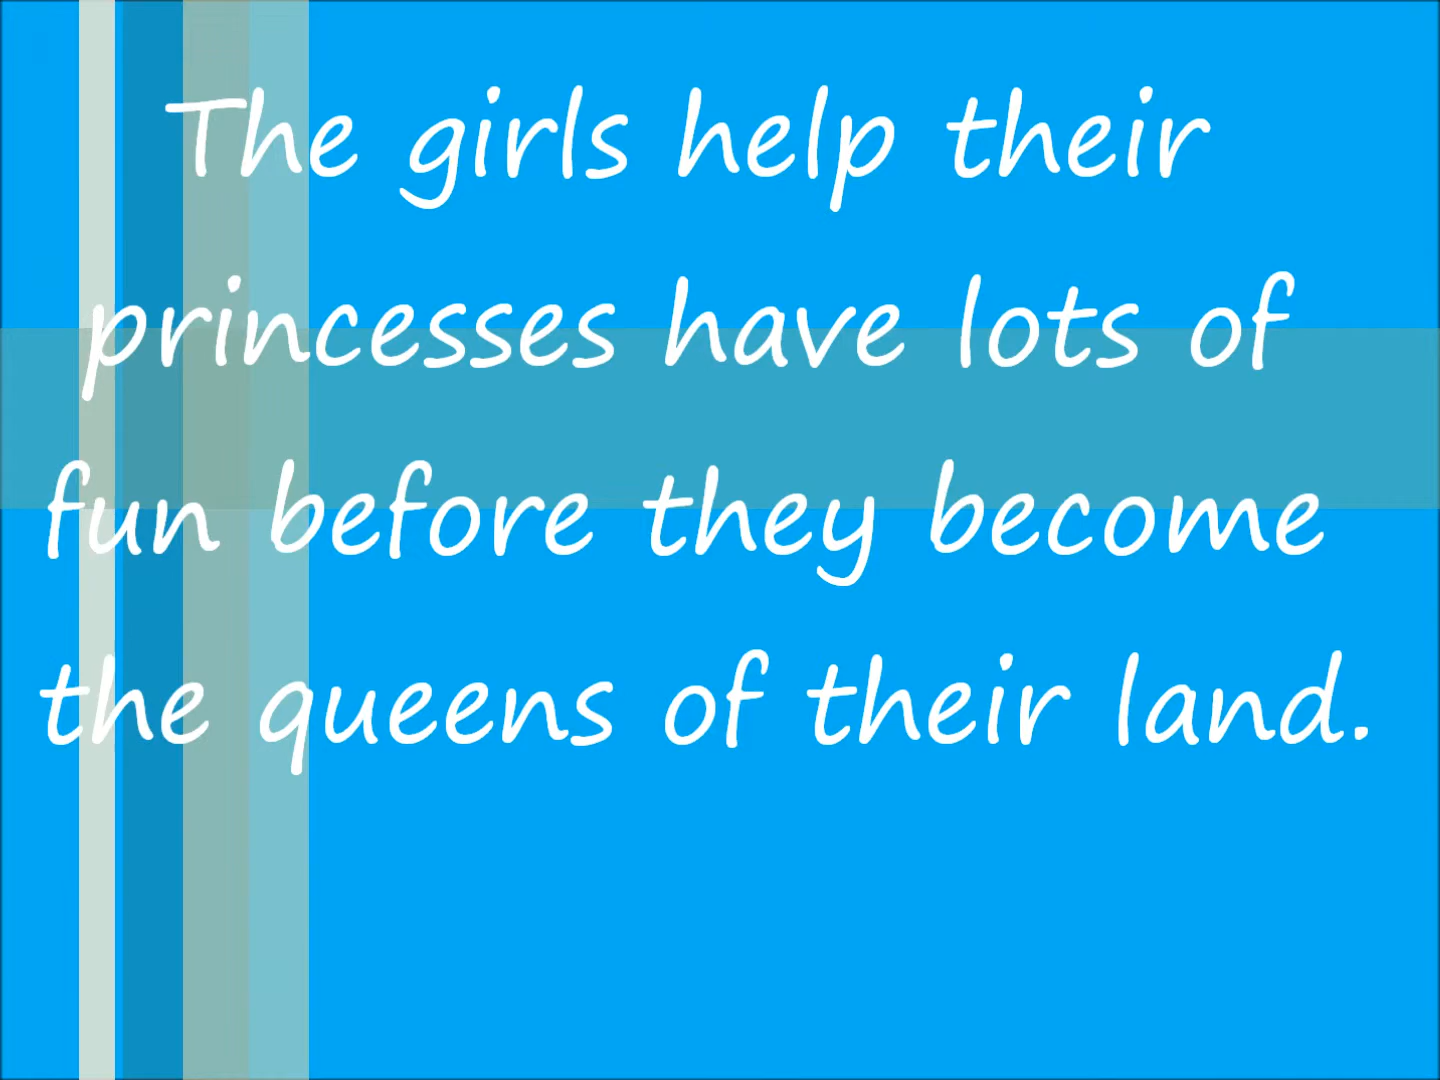 The girls help their
princesses have lots of
fun before they become
the queens of their land.